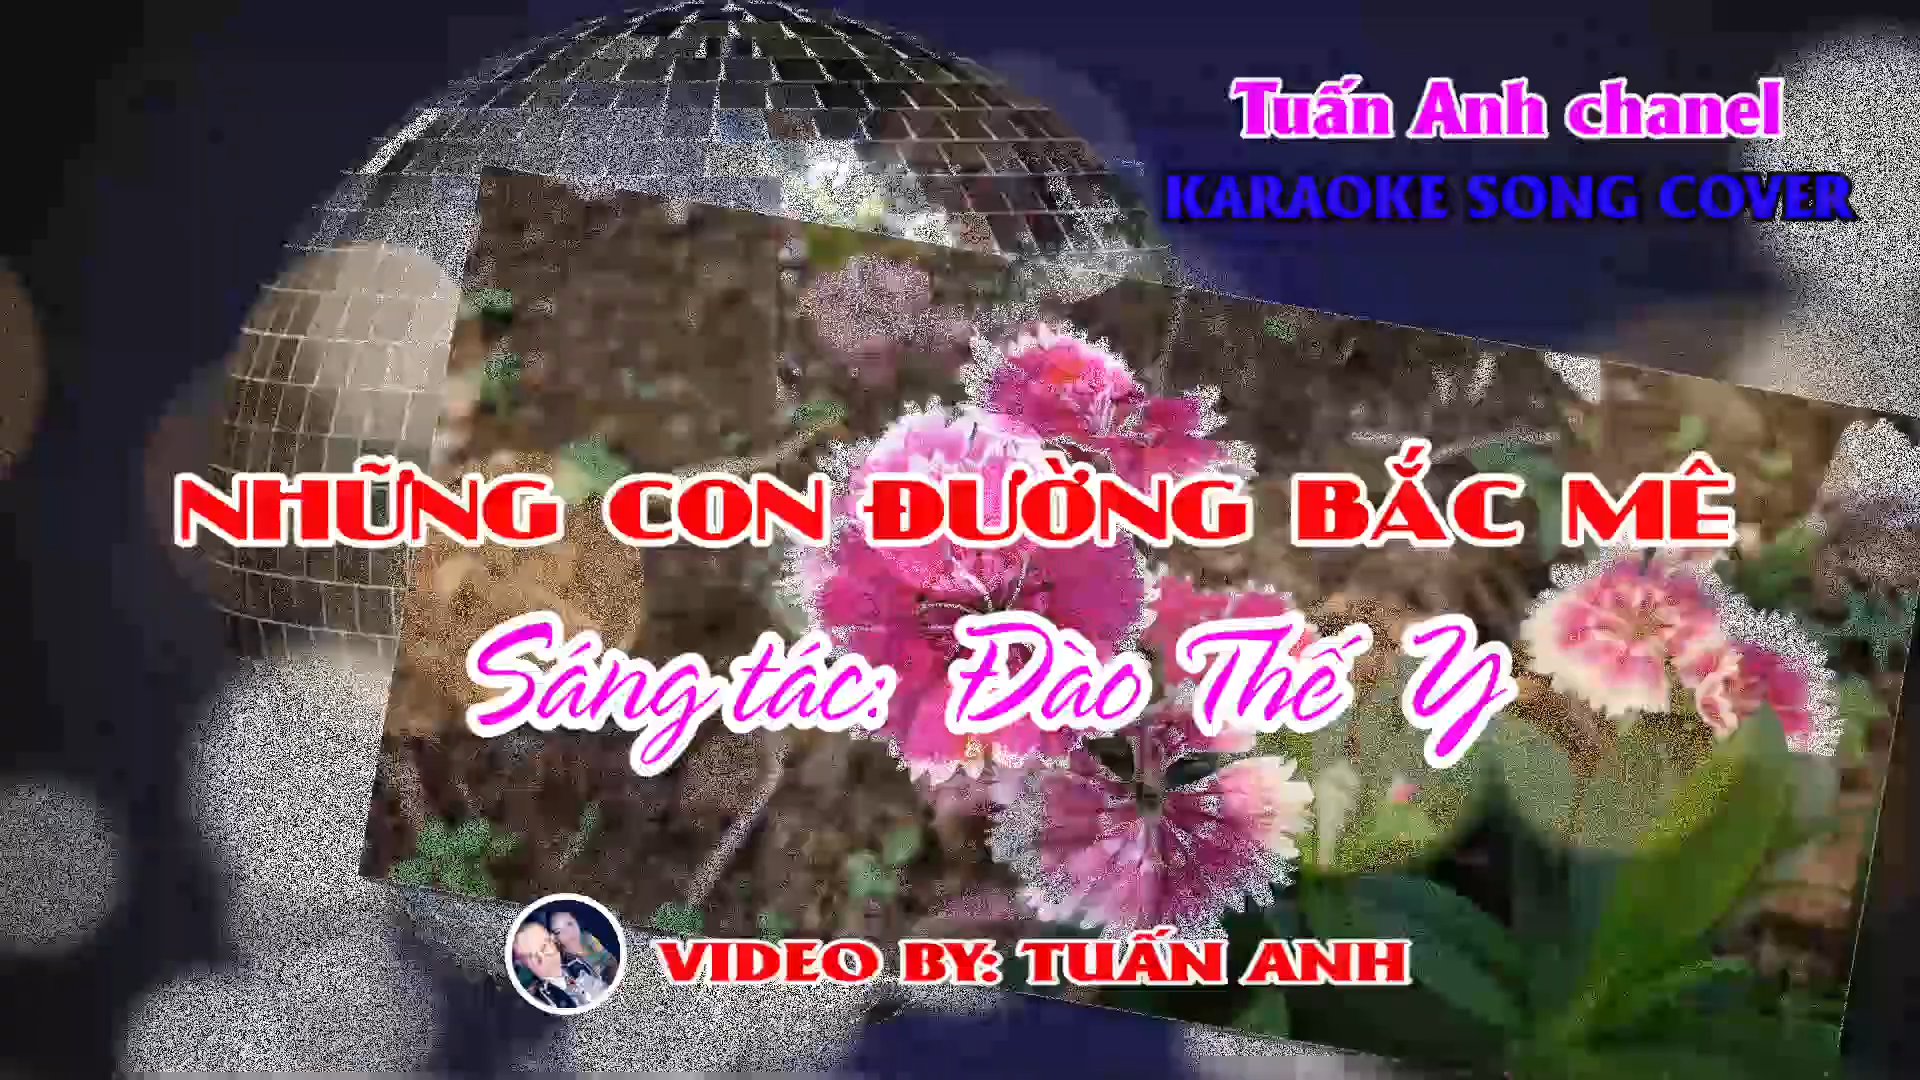 Tuấn Anh chanel
KARAOKE SONG COVER
NHỮNG CON ĐƯỜNG BẮC MÊ
Sáng tác: Đào Thế Y
VIDEO BY: TUẤN ANH